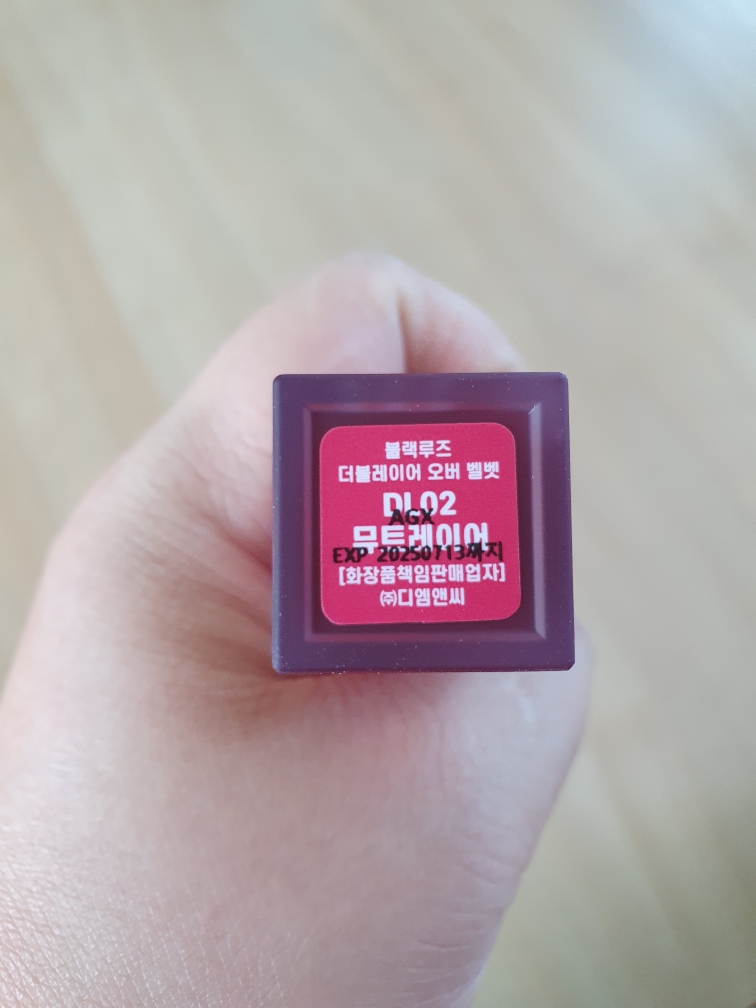 블랙루즈
더블레이어 오버 벨벳
DL02
AGX
뮤트레이어
EXP 20250713까지
[화장품책임판매업자]
㈜디엠앤씨